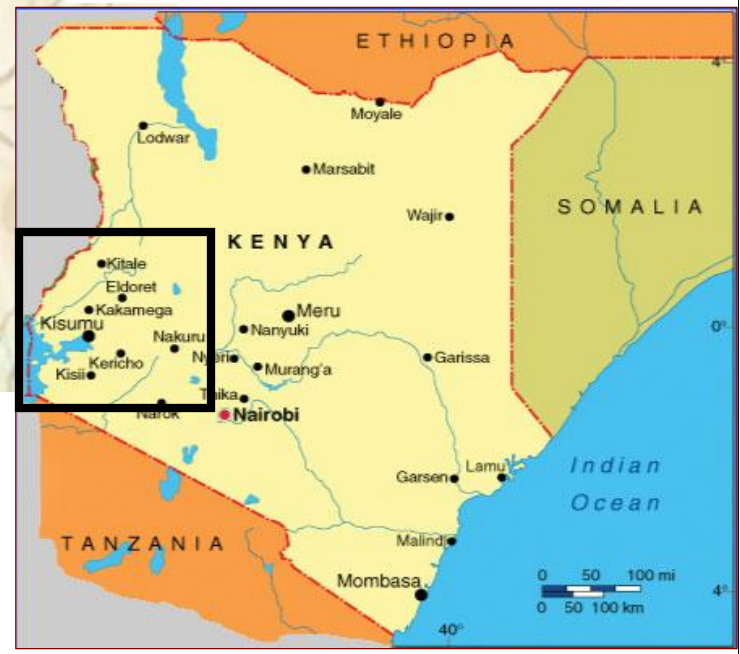 ETHIOPIA
4°
Moyale
Lodwar
Marsabit
Wajir
SOMALIA
KENYA
Kitale
Eldoret
Kakamega
Meru
Kisumu
Nanyuki
0°
Nakuru
Nyeri
Garissa
Kericho
Murang'a
Kisii
Thika
Narok
Nairobi
Indian
Ocean
Lamu
Garsen
TANZANIA
Malindi
Mombasa
0 50 100 mi
0 50 100 km
4°
40°